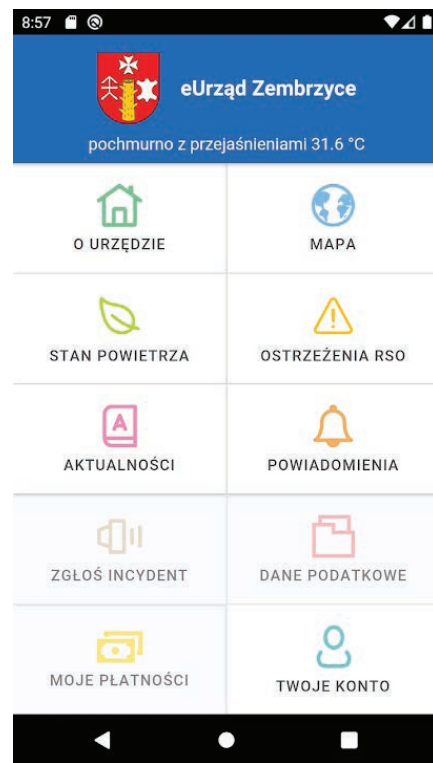 8:57
eUrząd Zembrzyce
pochmurno z przejaśnieniami 31.6 °C
O URZĘDZIE
MAPA
STAN POWIETRZA
OSTRZEŻENIA RSO
A
AKTUALNOŚCI
POWIADOMIENIA
ZGŁOŚ INCYDENT
DANE PODATKOWE
MOJE PŁATNOŚCI
TWOJE KONTO